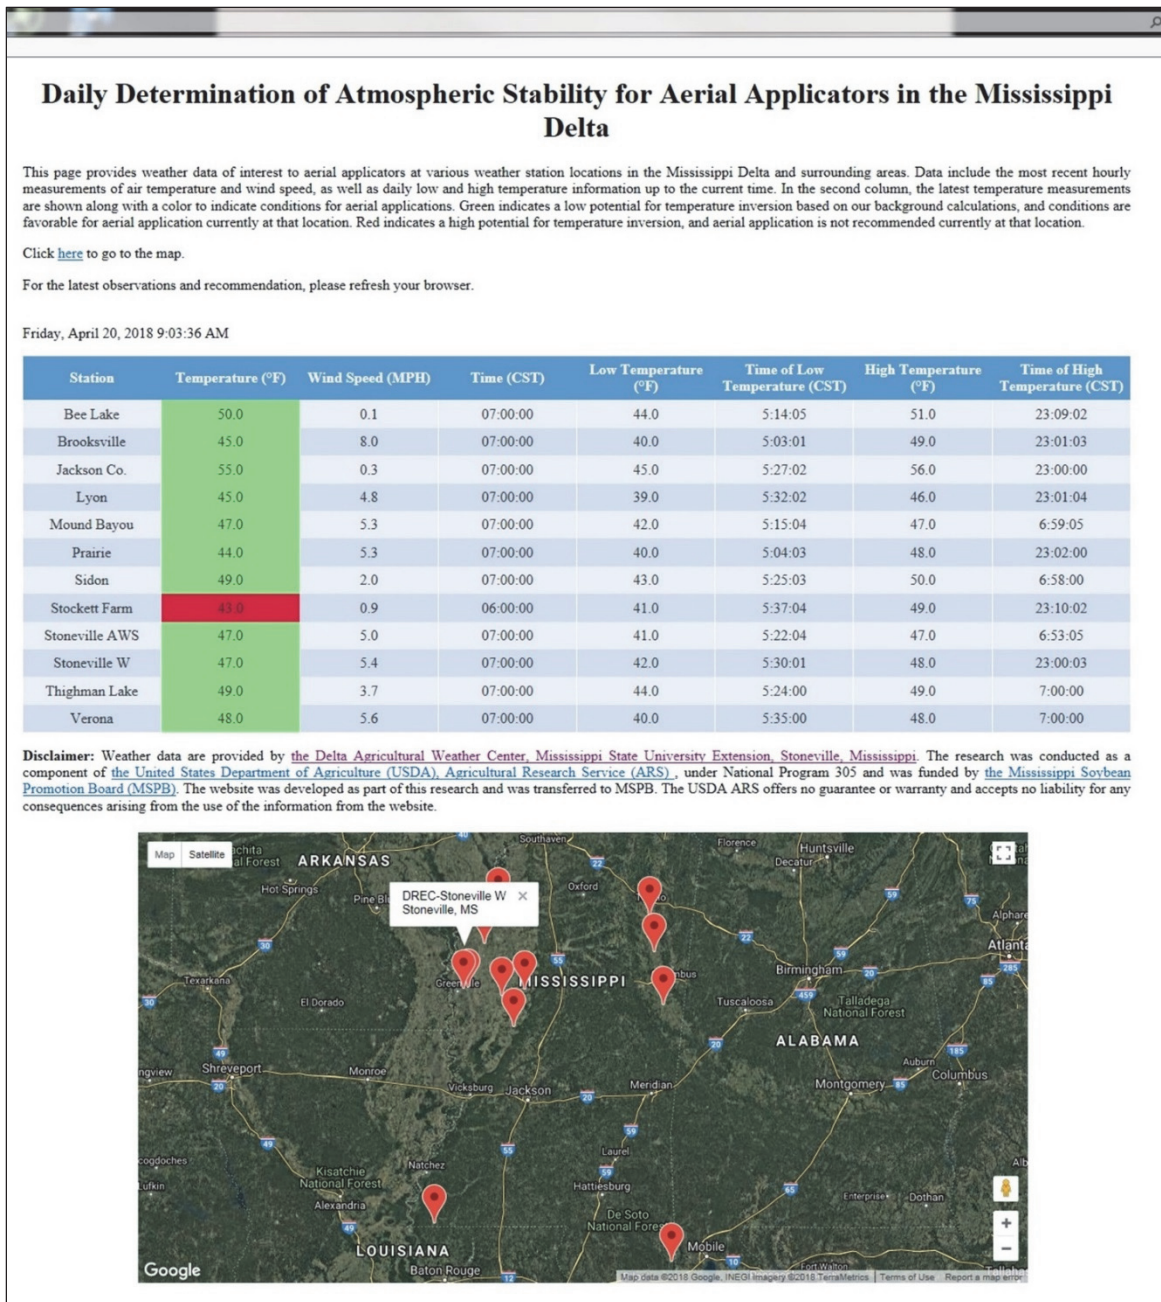 Daily Determination of Atmospheric Stability for Aerial Applicators in the Mississippi
Delta
This page provides weather data of interest to aerial applicators at various weather station locations in the Mississippi Delta and surrounding areas. Data include the most recent hourly
measurements of air temperature and wind speed, as well as daily low and high temperature information up to the current time. In the second column, the latest temperature measurements
are shown along with a color to indicate conditions for aerial applications. Green indicates a low potential for temperature inversion based on our background calculations, and conditions are
favorable for aerial application currently at that location. Red indicates a high potential for temperature inversion, and aerial application is not recommended currently at that location.
Click here to go to the map.
For the latest observations and recommendation, please refresh your browser.
Friday, April 20, 2018 9:03:36 AM
Station Temperature (°F) Wind Speed (MPH) Time (CST) Low Temperature (°F) Time of Low Temperature (CST) High Temperature (°F) Time of High Temperature (CST)
Bee Lake 50.0 0.1 07:00:00 44.0 5:14:05 51.0 23:09:02
Brooksville 45.0 8.0 07:00:00 40.0 5:03:01 49.0 23:01:03
Jackson Co. 55.0 0.3 07:00:00 45.0 5:27:02 56.0 23:00:00
Lyon 45.0 4.8 07:00:00 39.0 5:32:02 46.0 23:01:04
Mound Bayou 47.0 5.3 07:00:00 42.0 5:15:04 47.0 6:59:05
Prairie 44.0 5.3 07:00:00 40.0 5:04:03 48.0 23:02:00
Sidon 49.0 2.0 07:00:00 43.0 5:25:03 50.0 6:58:00
Stockett Farm 43.0 0.9 06:00:00 41.0 5:37:04 49.0 23:10:02
Stoneville AWS 47.0 5.0 07:00:00 41.0 5:22:04 47.0 6:53:05
Stoneville W 47.0 5.4 07:00:00 42.0 5:30:01 48.0 23:00:03
Thighman Lake 49.0 3.7 07:00:00 44.0 5:24:00 49.0 7:00:00
Verona 48.0 5.6 07:00:00 40.0 5:35:00 48.0 7:00:00
Disclaimer: Weather data are provided by the Delta Agricultural Weather Center, Mississippi State University Extension, Stoneville, Mississippi. The research was conducted as a
component of the United States Department of Agriculture (USDA), Agricultural Research Service (ARS) , under National Program 305 and was funded by the Mississippi Soybean
Promotion Board (MSPB). The website was developed as part of this research and was transferred to MSPB. The USDA ARS offers no guarantee or warranty and accepts no liability for any
consequences arising from the use of the information from the website.
Map Satellite
ARKANSAS
Southaven
Florence
Huntsville
Decatur
Hot Springs
Oxford
DREC-Stoneville W
Stoneville, MS
Atlanta
Texarkana
El Dorado
MISSISSIPPI
Birmingham
Tuscaloosa
Talladega
National Forest
ALABAMA
Auburn
Shreveport
Monroe
Vicksburg
Jackson
Meridian
Montgomery
Columbus
Laurel
Natchez
Hattiesburg
Kisatchie
National Forest
Alexandria
De Soto
National Fores
Enterprise
Dothan
Lufkin
LOUISIANA
Baton Rouge
Mobile
Fort Walton
Google
Map data ©2018 Google, INEGI Imagery ©2018 TerraMetrics
Terms of Use
Report a map error